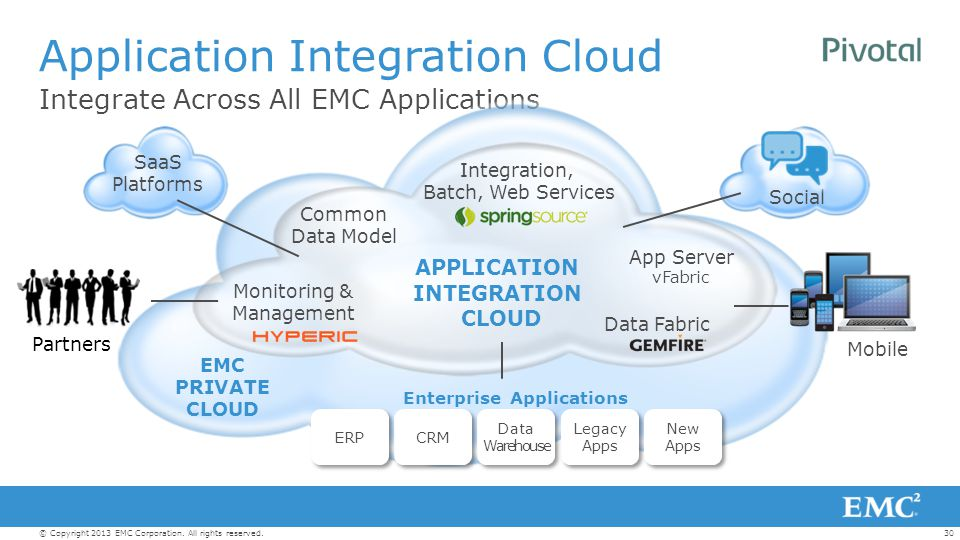 Application Integration Cloud
Pivotal
Integrate Across All EMC Applications
SaaS
Platforms
Integration,
Batch, Web Services
springsource
Social
Common
Data Model
App Server
vFabric
APPLICATION
INTEGRATION
CLOUD
Monitoring &
Management
HYPERIC
Data Fabric
GEMFIRE
Partners
Mobile
EMC
PRIVATE
CLOUD
Enterprise Applications
ERP
CRM
Data
Warehouse
Legacy
Apps
New
Apps
EMC²
© Copyright 2013 EMC Corporation. All rights reserved.
30